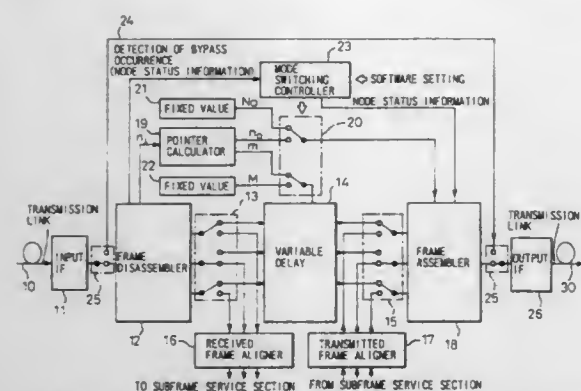 24
DETECTION OF BYPASS
OCCURRENCE
(NODE STATUS INFORMATION)
23
MODE
SWITCHING
CONTROLLER
SOFTWARE SETTING
NODE STATUS INFORMATION
21
FIXED VALUE
No
20
19
POINTER
CALCULATOR
n
no
m
22
FIXED VALUE
M
14
13
TRANSMISSION
LINK
10
INPUT
IF
11
25
FRAME
DISASSEMBLER
12
VARIABLE
DELAY
15
FRAME
ASSEMBLER
18
25
OUTPUT
IF
26
TRANSMISSION
LINK
30
16
RECEIVED
FRAME ALIGNER
TRANSMITTED
FRAME ALIGNER
17
TO SUBFRAME SERVICE
SECTION
FROM SUBFRAME SERVICE
SECTION